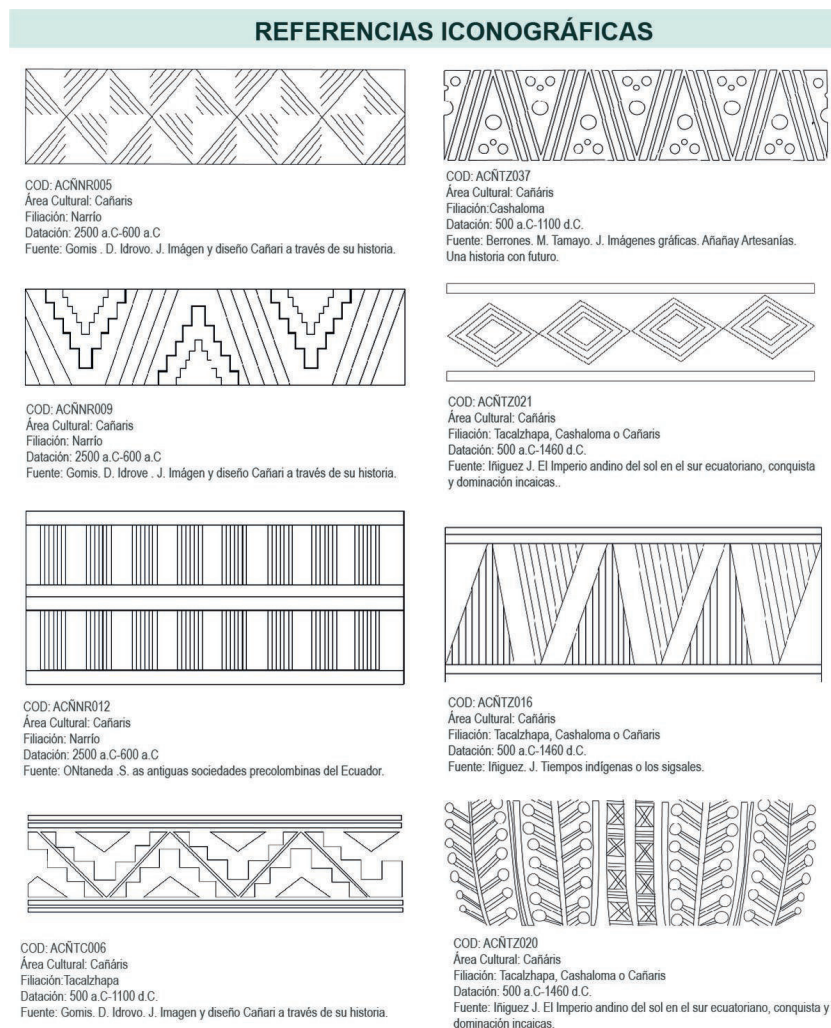 REFERENCIAS ICONOGRÁFICAS
COD: ACÑNR005
Área Cultural: Cañaris
Filiación: Narrío
Datación: 2500 a.C-600 a.C
Fuente: Gomis . D. Idrovo. J. Imágen y diseño Cañari a través de su historia.
COD: ACÑNR009
Área Cultural: Cañaris
Filiación: Narrío
Datación: 2500 a.C-600 a.C
Fuente: Gomis. D. Idrove . J. Imágen y diseño Cañari a través de su historia.
COD: ACÑNR012
Área Cultural: Cañaris
Filiación: Narrío
Datación: 2500 a.C-600 a.C
Fuente: ONtaneda .S. as antiguas sociedades precolombinas del Ecuador.
COD: ACÑTC006
Área Cultural: Cañáris
Filiación:Tacalzhapa
Datación: 500 a.C-1100 d.C.
Fuente: Gomis. D. Idrovo. J. Imagen y diseño Cañari a través de su historia.
COD: ACÑTZ037
Área Cultural: Cañáris
Filiación:Cashaloma
Datación: 500 a.C-1100 d.C.
Fuente: Berrones. M. Tamayo. J. Imágenes gráficas. Añañay Artesanías.
Una historia con futuro.
COD: ACÑTZ021
Área Cultural: Cañáris
Filiación: Tacalzhapa, Cashaloma o Cañaris
Datación: 500 a.C-1460 d.C.
Fuente: Iñiguez J. El Imperio andino del sol en el sur ecuatoriano, conquista
y dominación incaicas..
COD: ACÑTZ016
Área Cultural: Cañáris
Filiación: Tacalzhapa, Cashaloma o Cañaris
Datación: 500 a.C-1460 d.C.
Fuente: Iñiguez. J. Tiempos indígenas o los sigsales.
COD: ACÑTZ020
Área Cultural: Cañáris
Filiación: Tacalzhapa, Cashaloma o Cañaris
Datación: 500 a.C-1460 d.C.
Fuente: Iñiguez J. El Imperio andino del sol en el sur ecuatoriano, conquista y
dominación incaicas.